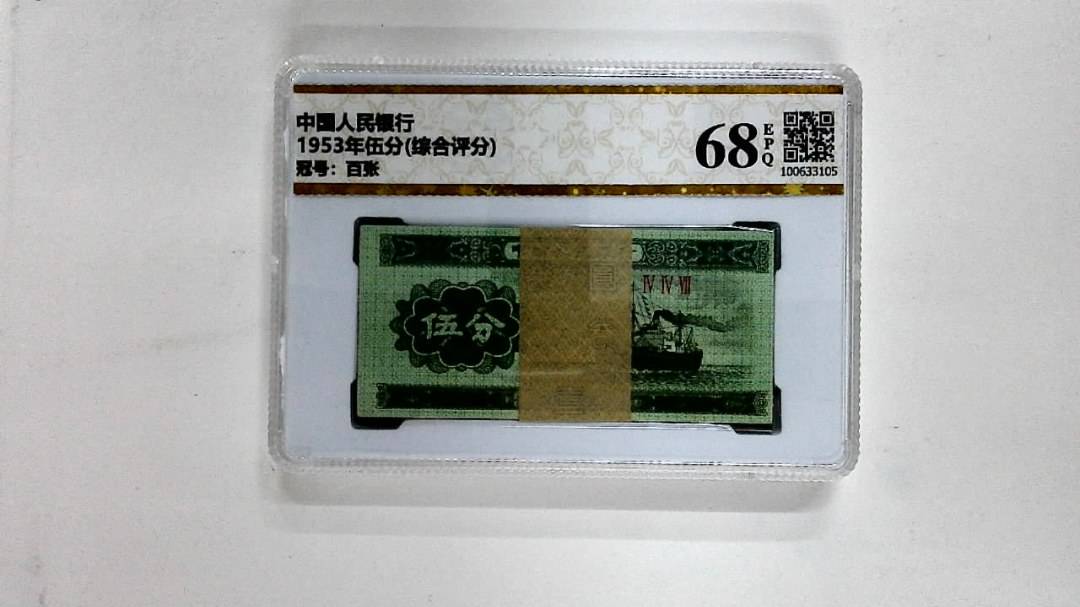 中国人民银行
1953年伍分(综合评分)
冠号：百张
68
EPQ
100633105
伍分
Ⅳ Ⅳ Ⅷ